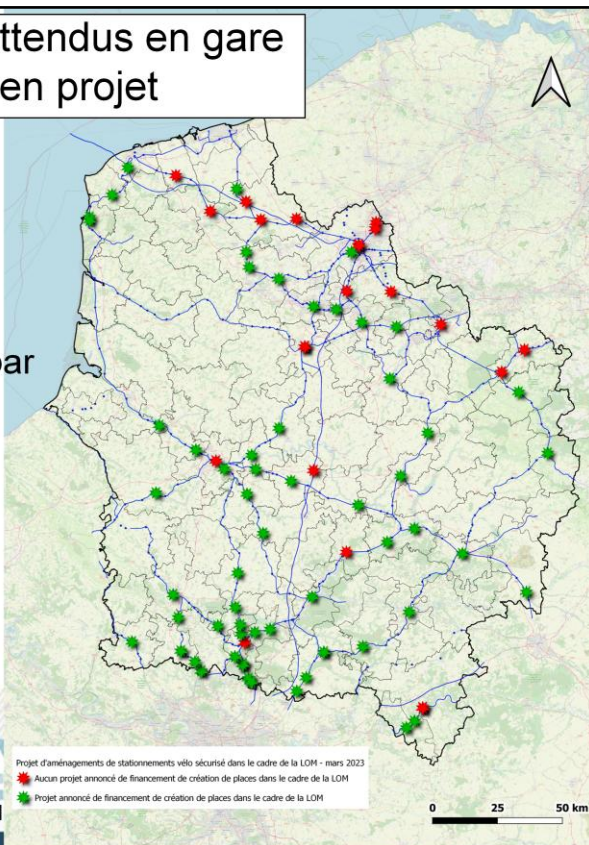 ttendus en gare
en projet
par
Projet d'aménagements de stationnements vélo sécurisé dans le cadre de la LOM - mars 2023
Aucun projet annoncé de financement de création de places dans le cadre de la LOM
Projet annoncé de financement de création de places dans le cadre de la LOM
0 25 50 km